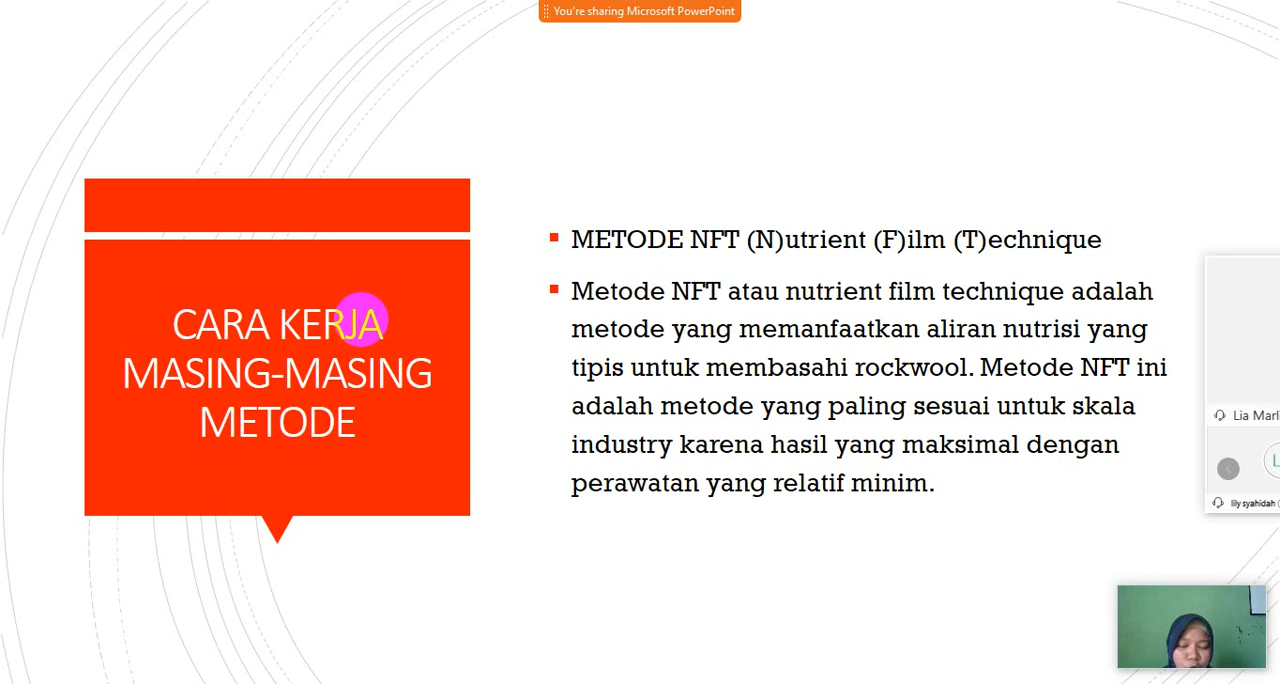 You're sharing Microsoft PowerPoint
CARA KERJA
MASING-MASING
METODE
METODE NFT (N)utrient (F)ilm (T)echnique
Metode NFT atau nutrient film technique adalah
metode yang memanfaatkan aliran nutrisi yang
tipis untuk membasahi rockwool. Metode NFT ini
adalah metode yang paling sesuai untuk skala
industry karena hasil yang maksimal dengan
perawatan yang relatif minim.
Lia Marli
L
lily syahidah (